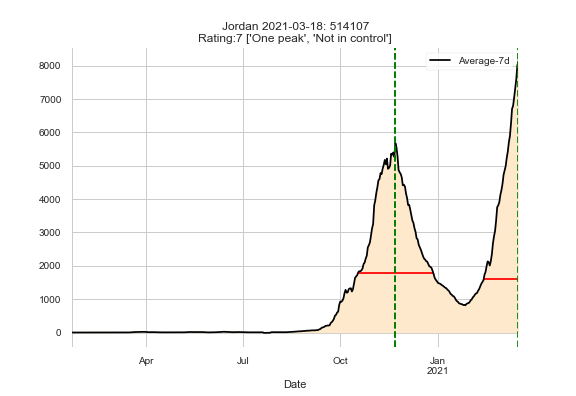 Jordan 2021-03-18: 514107
Rating:7 ['One peak', 'Not in control']
Average-7d
8000
7000
6000
5000
4000
3000
2000
1000
0
Apr
Jul
Oct
Jan
2021
Date